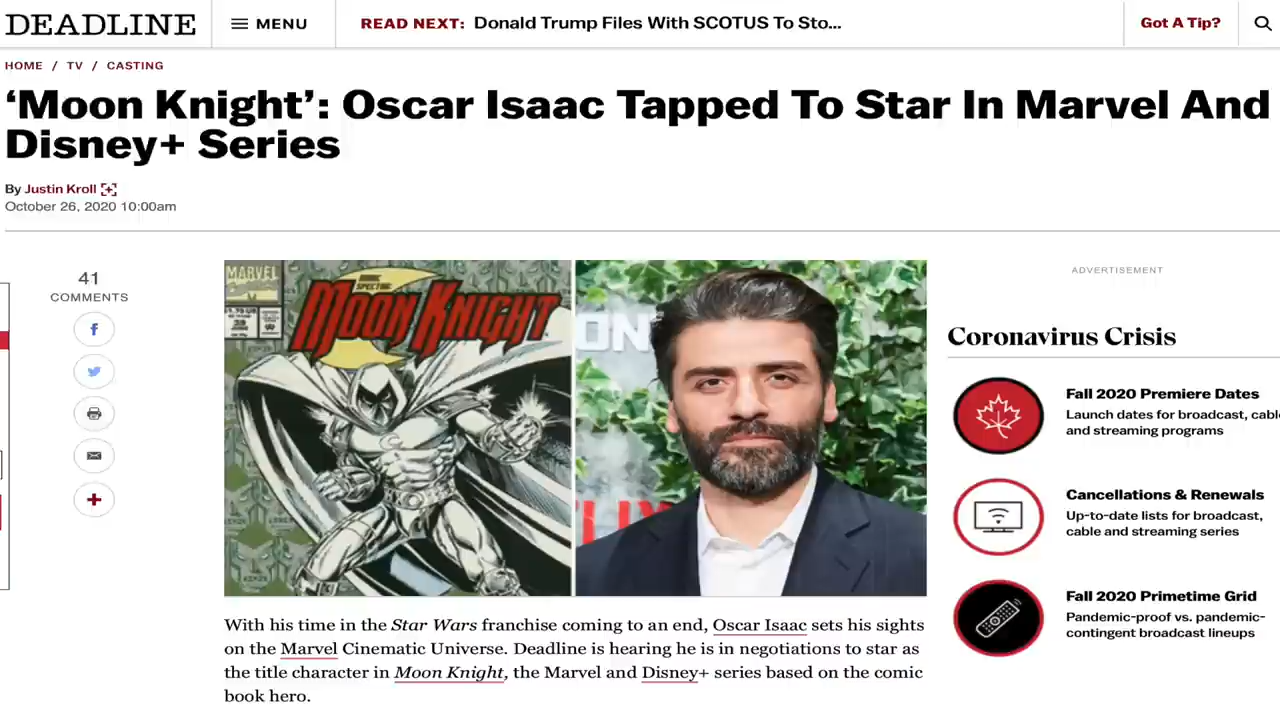 DEADLINE
MENU
READ NEXT: Donald Trump Files With SCOTUS To Sto...
Got A Tip?
HOME / TV / CASTING
‘Moon Knight’: Oscar Isaac Tapped To Star In Marvel And
Disney+ Series
By Justin Kroll
October 26, 2020 10:00am
41
COMMENTS
MARVEL
MARC
SPECTOR:
MOON KNIGHT
ON
LIX
With his time in the Star Wars franchise coming to an end, Oscar Isaac sets his sights
on the Marvel Cinematic Universe. Deadline is hearing he is in negotiations to star as
the title character in Moon Knight, the Marvel and Disney+ series based on the comic
book hero.
ADVERTISEMENT
Coronavirus Crisis
Fall 2020 Premiere Dates
Launch dates for broadcast, cabl
and streaming programs
Cancellations & Renewals
Up-to-date lists for broadcast,
cable and streaming series
Fall 2020 Primetime Grid
Pandemic-proof vs. pandemic-
contingent broadcast lineups